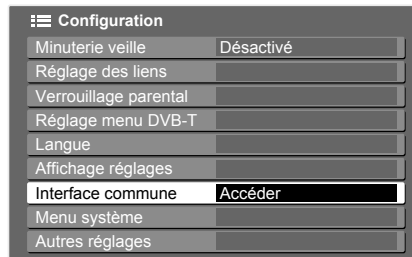 Configuration
Minuterie veille Désactivé
Réglage des liens
Verrouillage parental
Réglage menu DVB-T
Langue
Affichage réglages
Interface commune Accéder
Menu système
Autres réglages